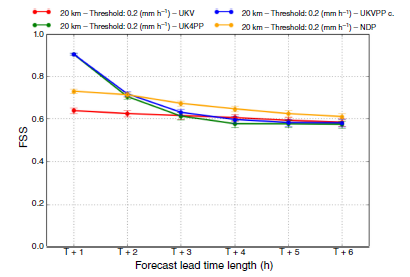 20 km – Threshold: 0.2 (mm h⁻¹) – UKV
20 km – Threshold: 0.2 (mm h⁻¹) – UKVPP c.
20 km – Threshold: 0.2 (mm h⁻¹) – UK4PP
20 km – Threshold: 0.2 (mm h⁻¹) – NDP
1.0
0.8
0.6
0.4
0.2
0.0
FSS
T + 1 T + 2 T + 3 T + 4 T + 5 T + 6
Forecast lead time length (h)